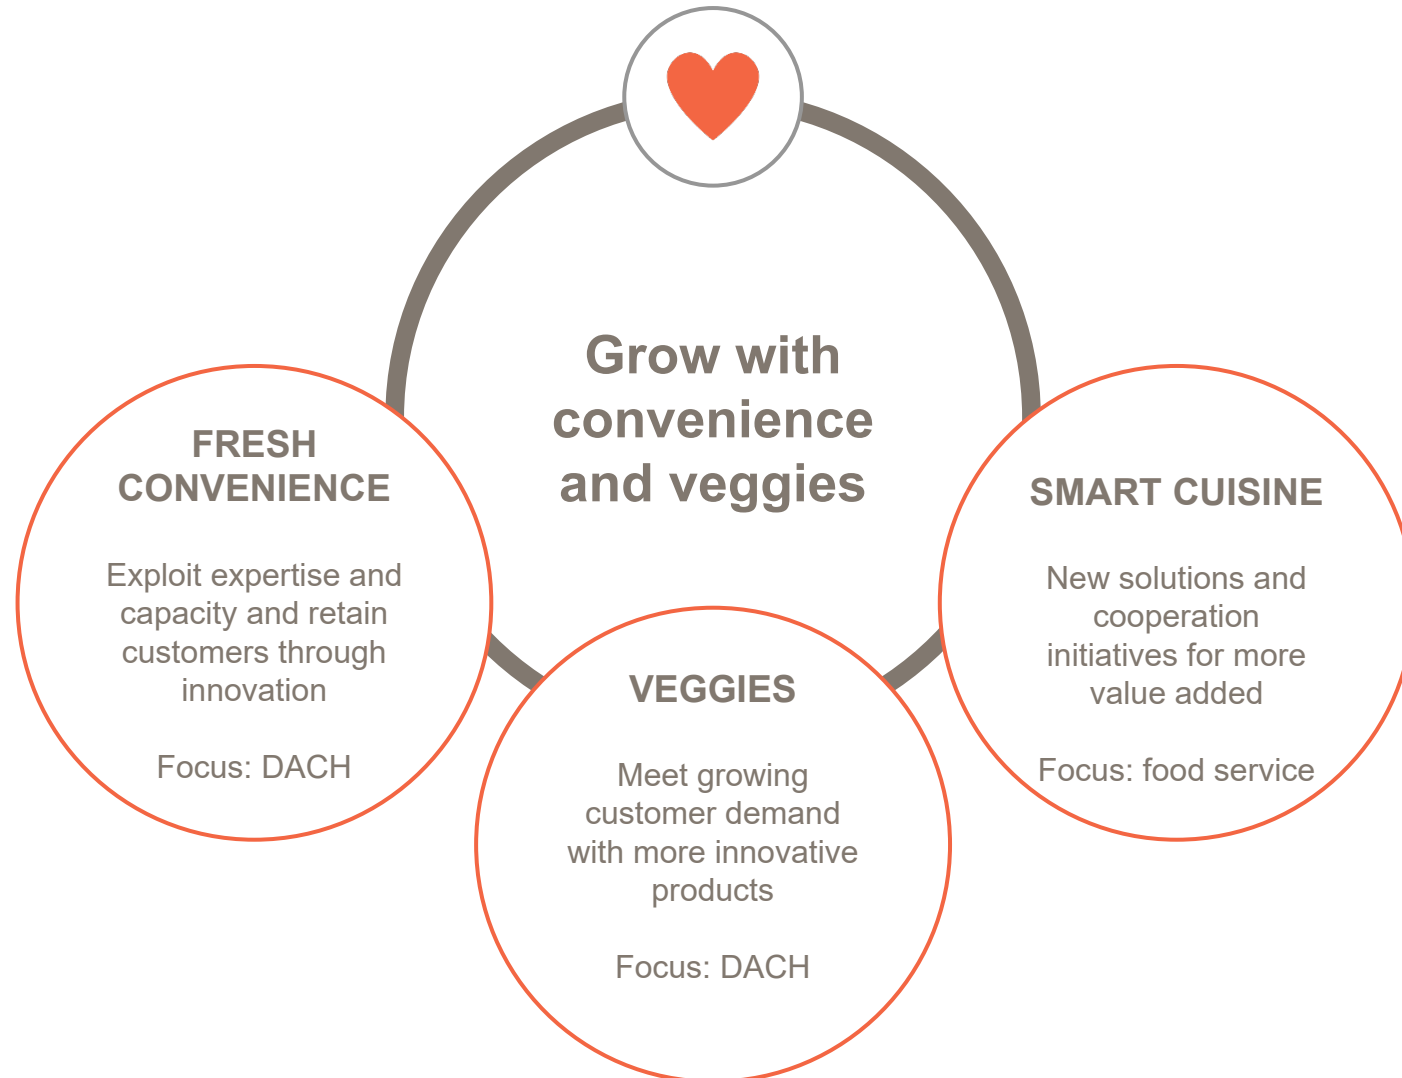 Grow with
convenience
and veggies
FRESH
CONVENIENCE
Exploit expertise and
capacity and retain
customers through
innovation
Focus: DACH
VEGGIES
Meet growing
customer demand
with more innovative
products
Focus: DACH
SMART CUISINE
New solutions and
cooperation
initiatives for more
value added
Focus: food service